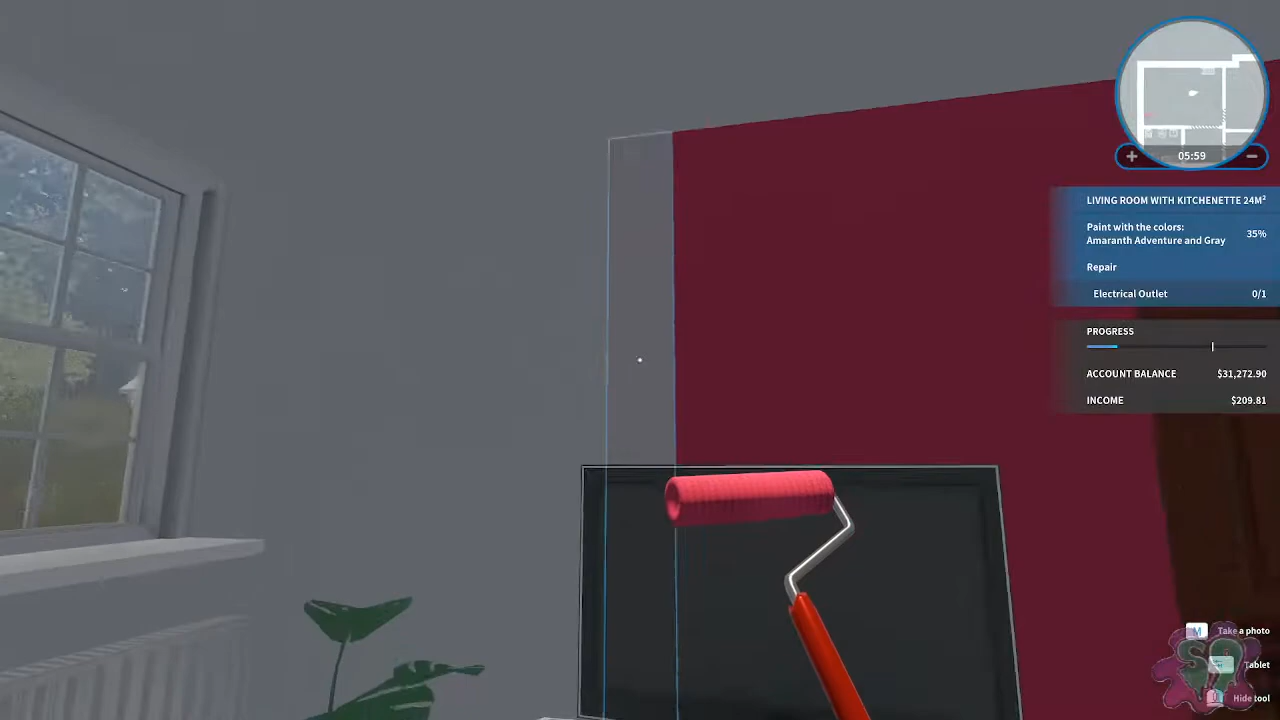 05:59
LIVING ROOM WITH KITCHENETTE 24M²
Paint with the colors:
Amaranth Adventure and Gray 35%
Repair
Electrical Outlet 0/1
PROGRESS
ACCOUNT BALANCE $31,272.90
INCOME $209.81
M Take a photo
Tablet
Hide tool